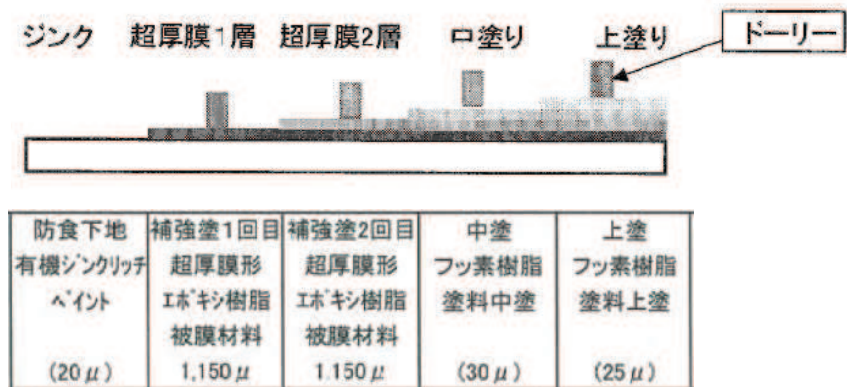 ジンク 超厚膜1層 超厚膜2層 中塗り 上塗り ドーリー
防食下地
有機ジンクリッチ
ペイント
(20μ)
補強塗1回目
超厚膜形
エポキシ樹脂
被膜材料
1,150μ
補強塗2回目
超厚膜形
エポキシ樹脂
被膜材料
1.150μ
中塗
フッ素樹脂
塗料中塗
(30μ)
上塗
フッ素樹脂
塗料上塗
(25μ)